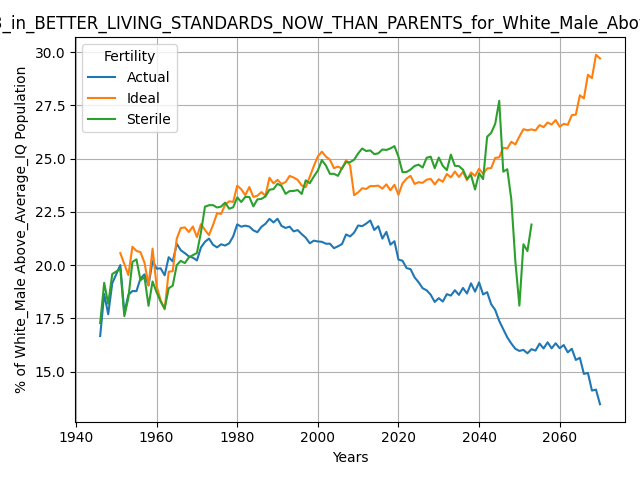 _in_BETTER_LIVING_STANDARDS_NOW_THAN_PARENTS_for_White_Male_Abo
Fertility
Actual
Ideal
Sterile
30.0
27.5
25.0
22.5
20.0
17.5
15.0
% of White_Male Above_Average_IQ Population
1940
1960
1980
2000
2020
2040
2060
Years